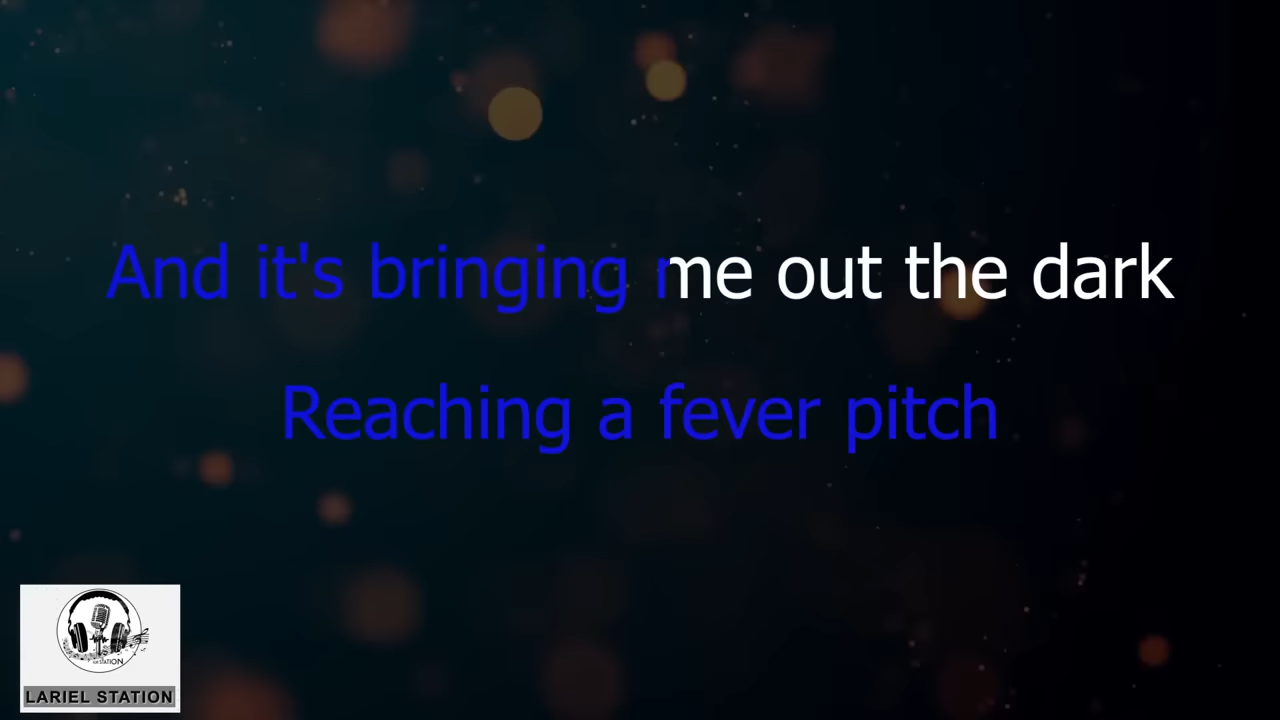 And it's bringing me out the dark
Reaching a fever pitch
STATION
LARIEL STATION